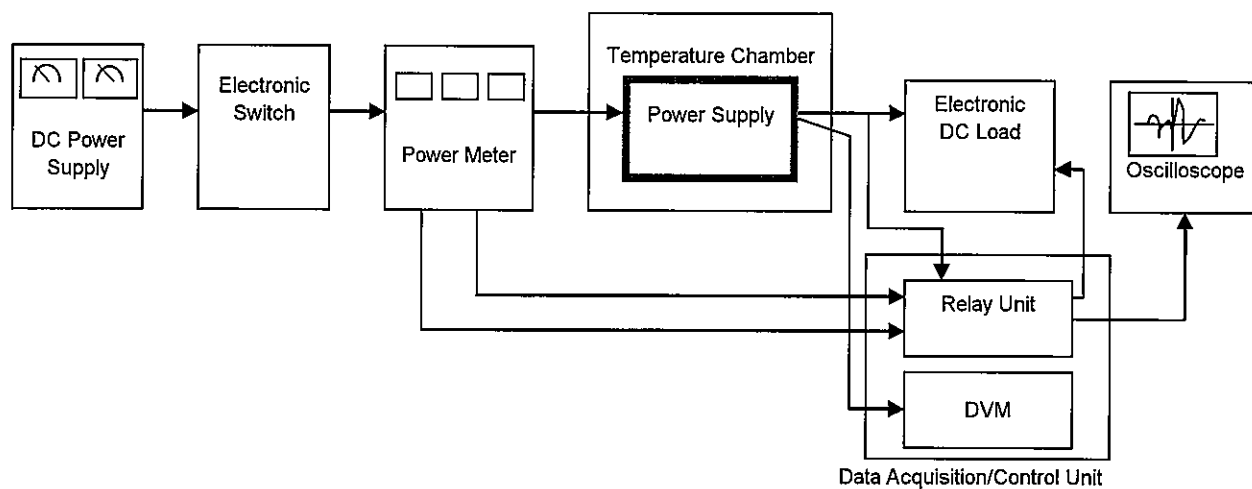 DC Power
Supply
Electronic
Switch
Power Meter
Temperature Chamber
Power Supply
Electronic
DC Load
Oscilloscope
Relay Unit
DVM
Data Acquisition/Control Unit